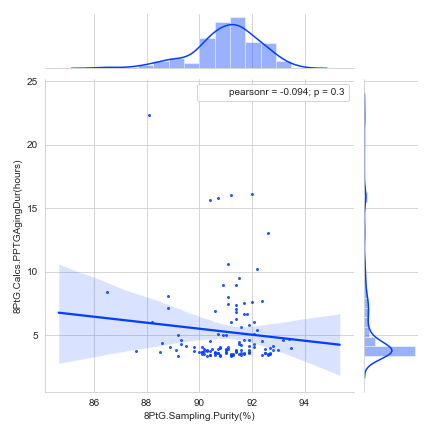 pearsonr = -0.094; p = 0.3
25
20
15
10
5
8PtG.Calcs.PPTGAgingDur(hours)
86 88 90 92 94
8PtG.Sampling.Purity(%)